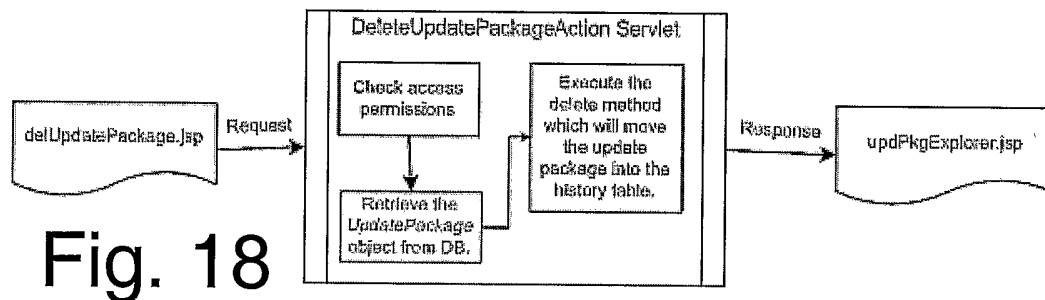 DeleteUpdatePackageAction Servlet
delUpdatePackage.jsp
Request
Check access
permissions
Retrieve the
UpdatePackage
object from DB.
Execute the
delete method
which will move
the update
package into the
history table.
Response
updPkgExplorer.jsp
Fig. 18